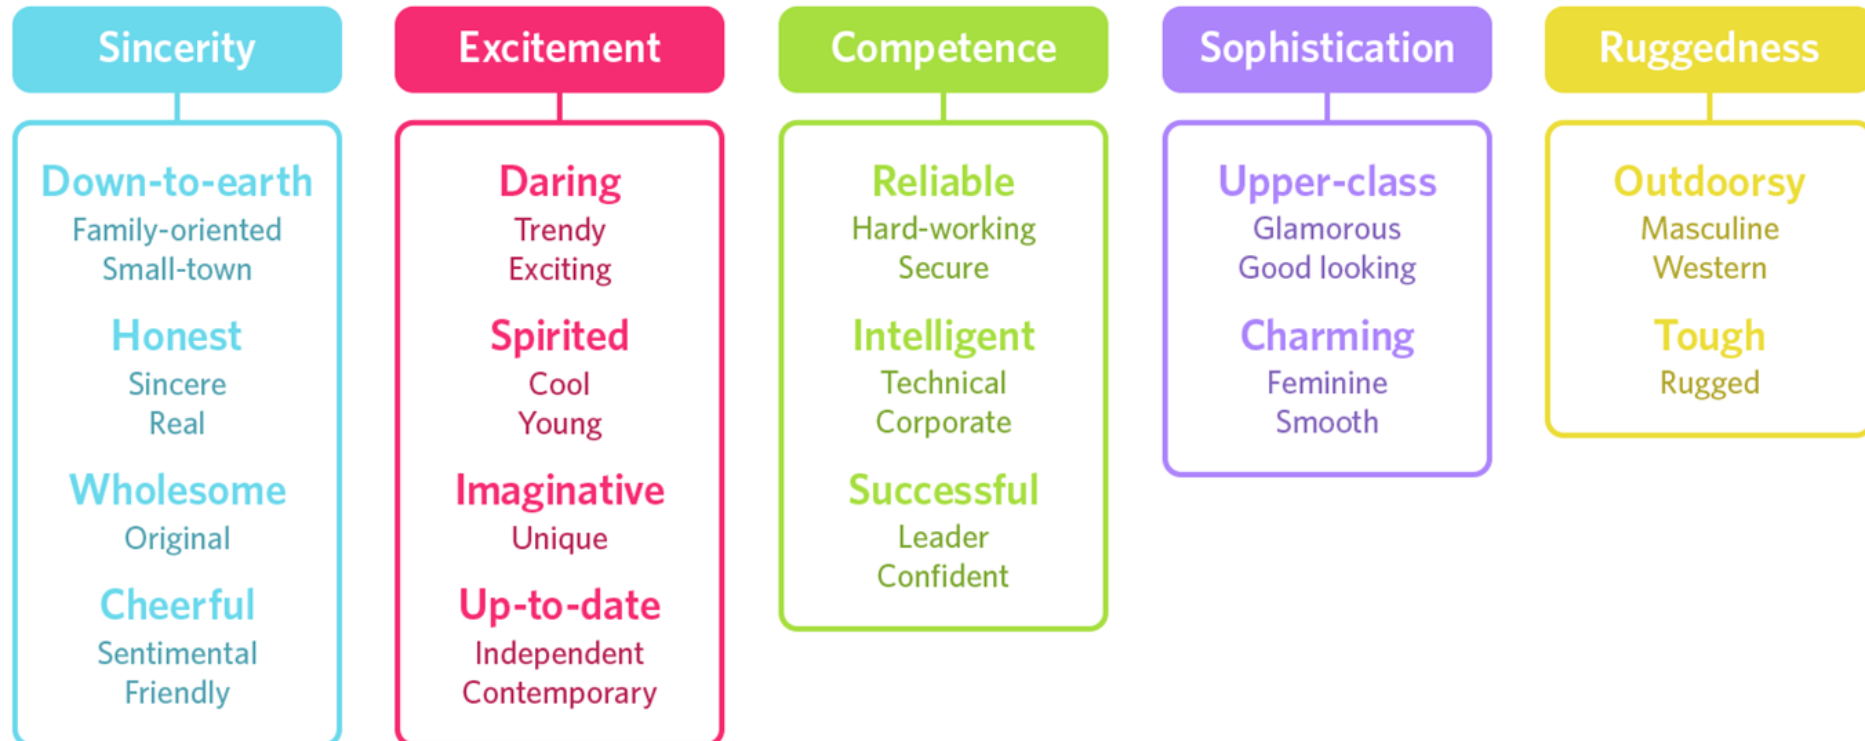 Sincerity
Down-to-earth
Family-oriented
Small-town
Honest
Sincere
Real
Wholesome
Original
Cheerful
Sentimental
Friendly
Excitement
Daring
Trendy
Exciting
Spirited
Cool
Young
Imaginative
Unique
Up-to-date
Independent
Contemporary
Competence
Reliable
Hard-working
Secure
Intelligent
Technical
Corporate
Successful
Leader
Confident
Sophistication
Upper-class
Glamorous
Good looking
Charming
Feminine
Smooth
Ruggedness
Outdoorsy
Masculine
Western
Tough
Rugged